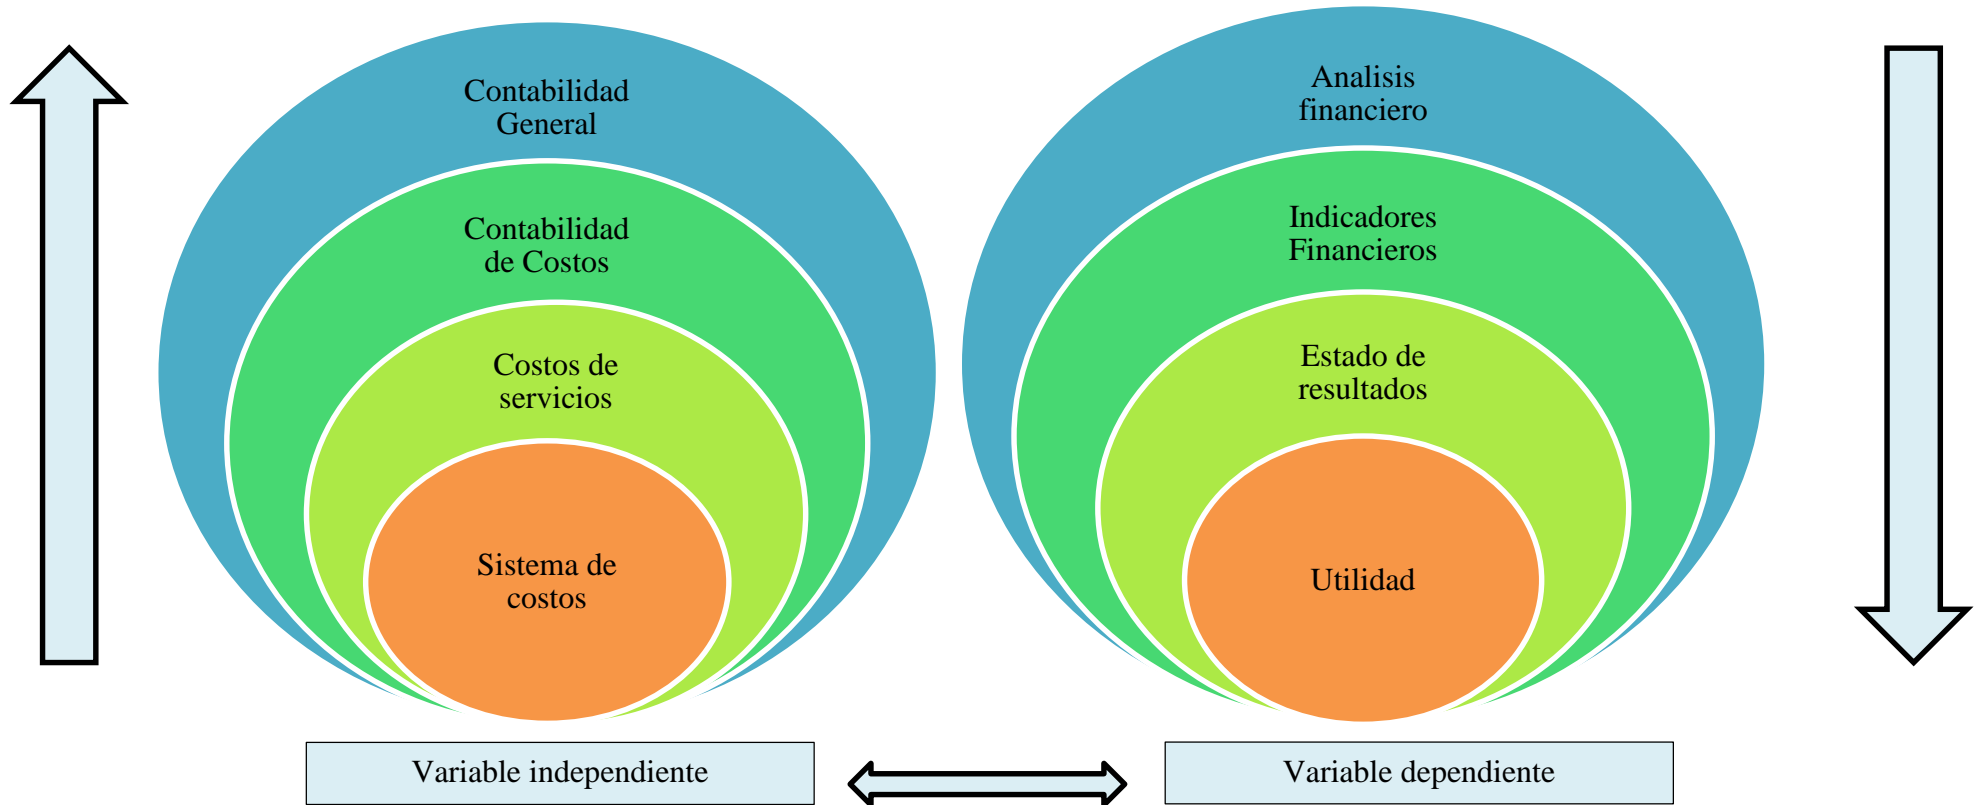 Contabilidad
General
Contabilidad
de Costos
Costos de
servicios
Sistema de
costos
Variable independiente
Analisis
financiero
Indicadores
Financieros
Estado de
resultados
Utilidad
Variable dependiente